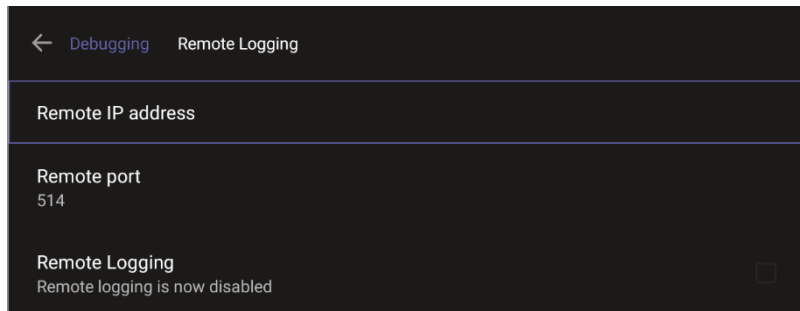 Debugging Remote Logging
Remote IP address
Remote port
514
Remote Logging
Remote logging is now disabled